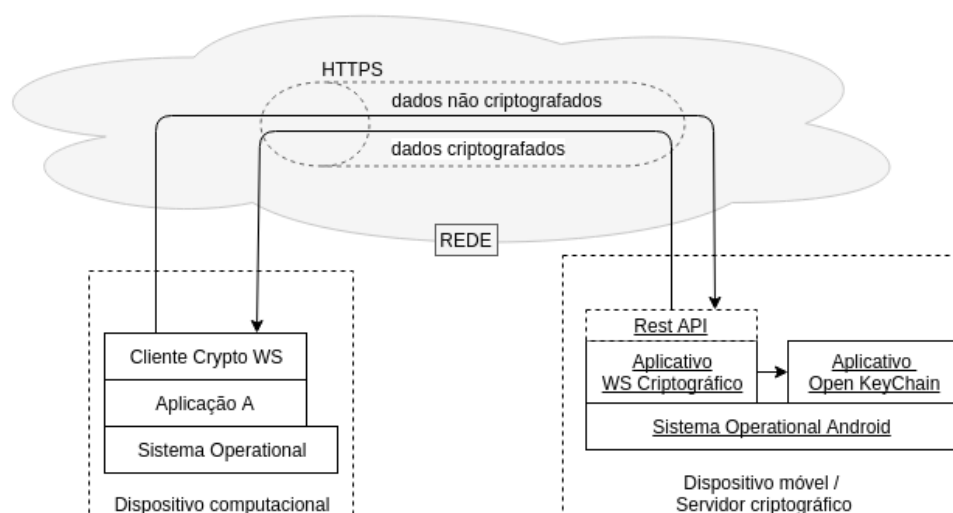 HTTPS
dados não criptografados
dados criptografados
REDE
Cliente Crypto WS
Aplicação A
Sistema Operational
Dispositivo computacional
Rest API
Aplicativo
WS Criptográfico
Aplicativo
Open KeyChain
Sistema Operational Android
Dispositivo móvel /
Servidor criptográfico